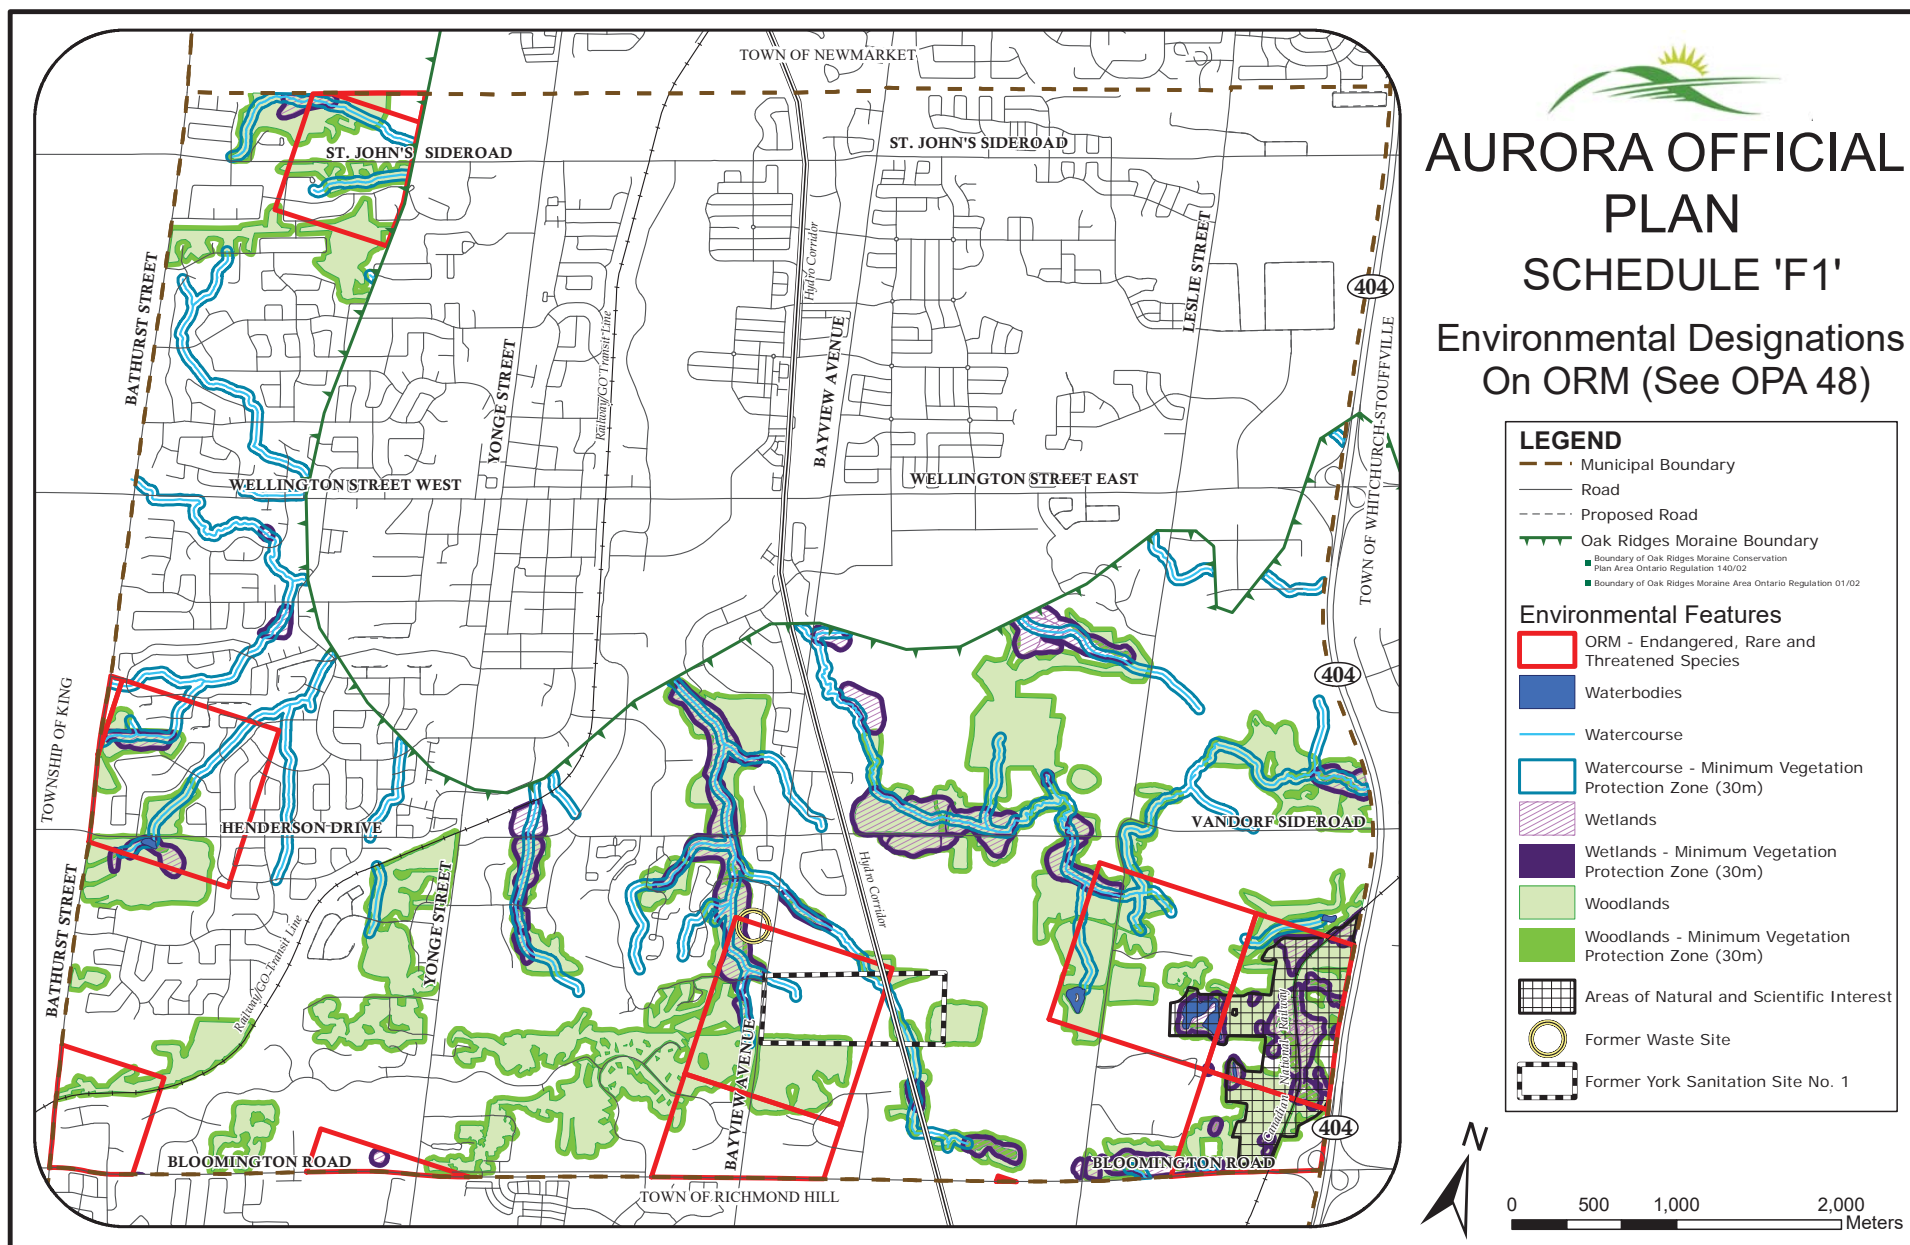 TOWN OF NEWMARKET
ST. JOHN'S SIDEROAD
ST. JOHN'S SIDEROAD
BATHURST STREET
YONGE STREET
Railway/GO Transit Line
Hydro Corridor
BAYVIEW AVENUE
LESLIE STREET
404
TOWN OF WHITCHURCH-STOUFFVILLE
WELLINGTON STREET WEST
WELLINGTON STREET EAST
TOWNSHIP OF KING
404
HENDERSON DRIVE
VANDORF SIDEROAD
BATHURST STREET
YONGE STREET
Railway/GO-Transit Line
Hydro Corridor
BAYVIEW AVENUE
Canadian National Railway
404
BLOOMINGTON ROAD
BLOOMINGTON ROAD
TOWN OF RICHMOND HILL
AURORA OFFICIAL
PLAN
SCHEDULE 'F1'
Environmental Designations
On ORM (See OPA 48)
LEGEND
Municipal Boundary
Road
Proposed Road
Oak Ridges Moraine Boundary
Boundary of Oak Ridges Moraine Conservation
Plan Area Ontario Regulation 140/02
Boundary of Oak Ridges Moraine Area Ontario Regulation 01/02
Environmental Features
ORM - Endangered, Rare and
Threatened Species
Waterbodies
Watercourse
Watercourse - Minimum Vegetation
Protection Zone (30m)
Wetlands
Wetlands - Minimum Vegetation
Protection Zone (30m)
Woodlands
Woodlands - Minimum Vegetation
Protection Zone (30m)
Areas of Natural and Scientific Interest
Former Waste Site
Former York Sanitation Site No. 1
N
0 500 1,000 2,000
Meters